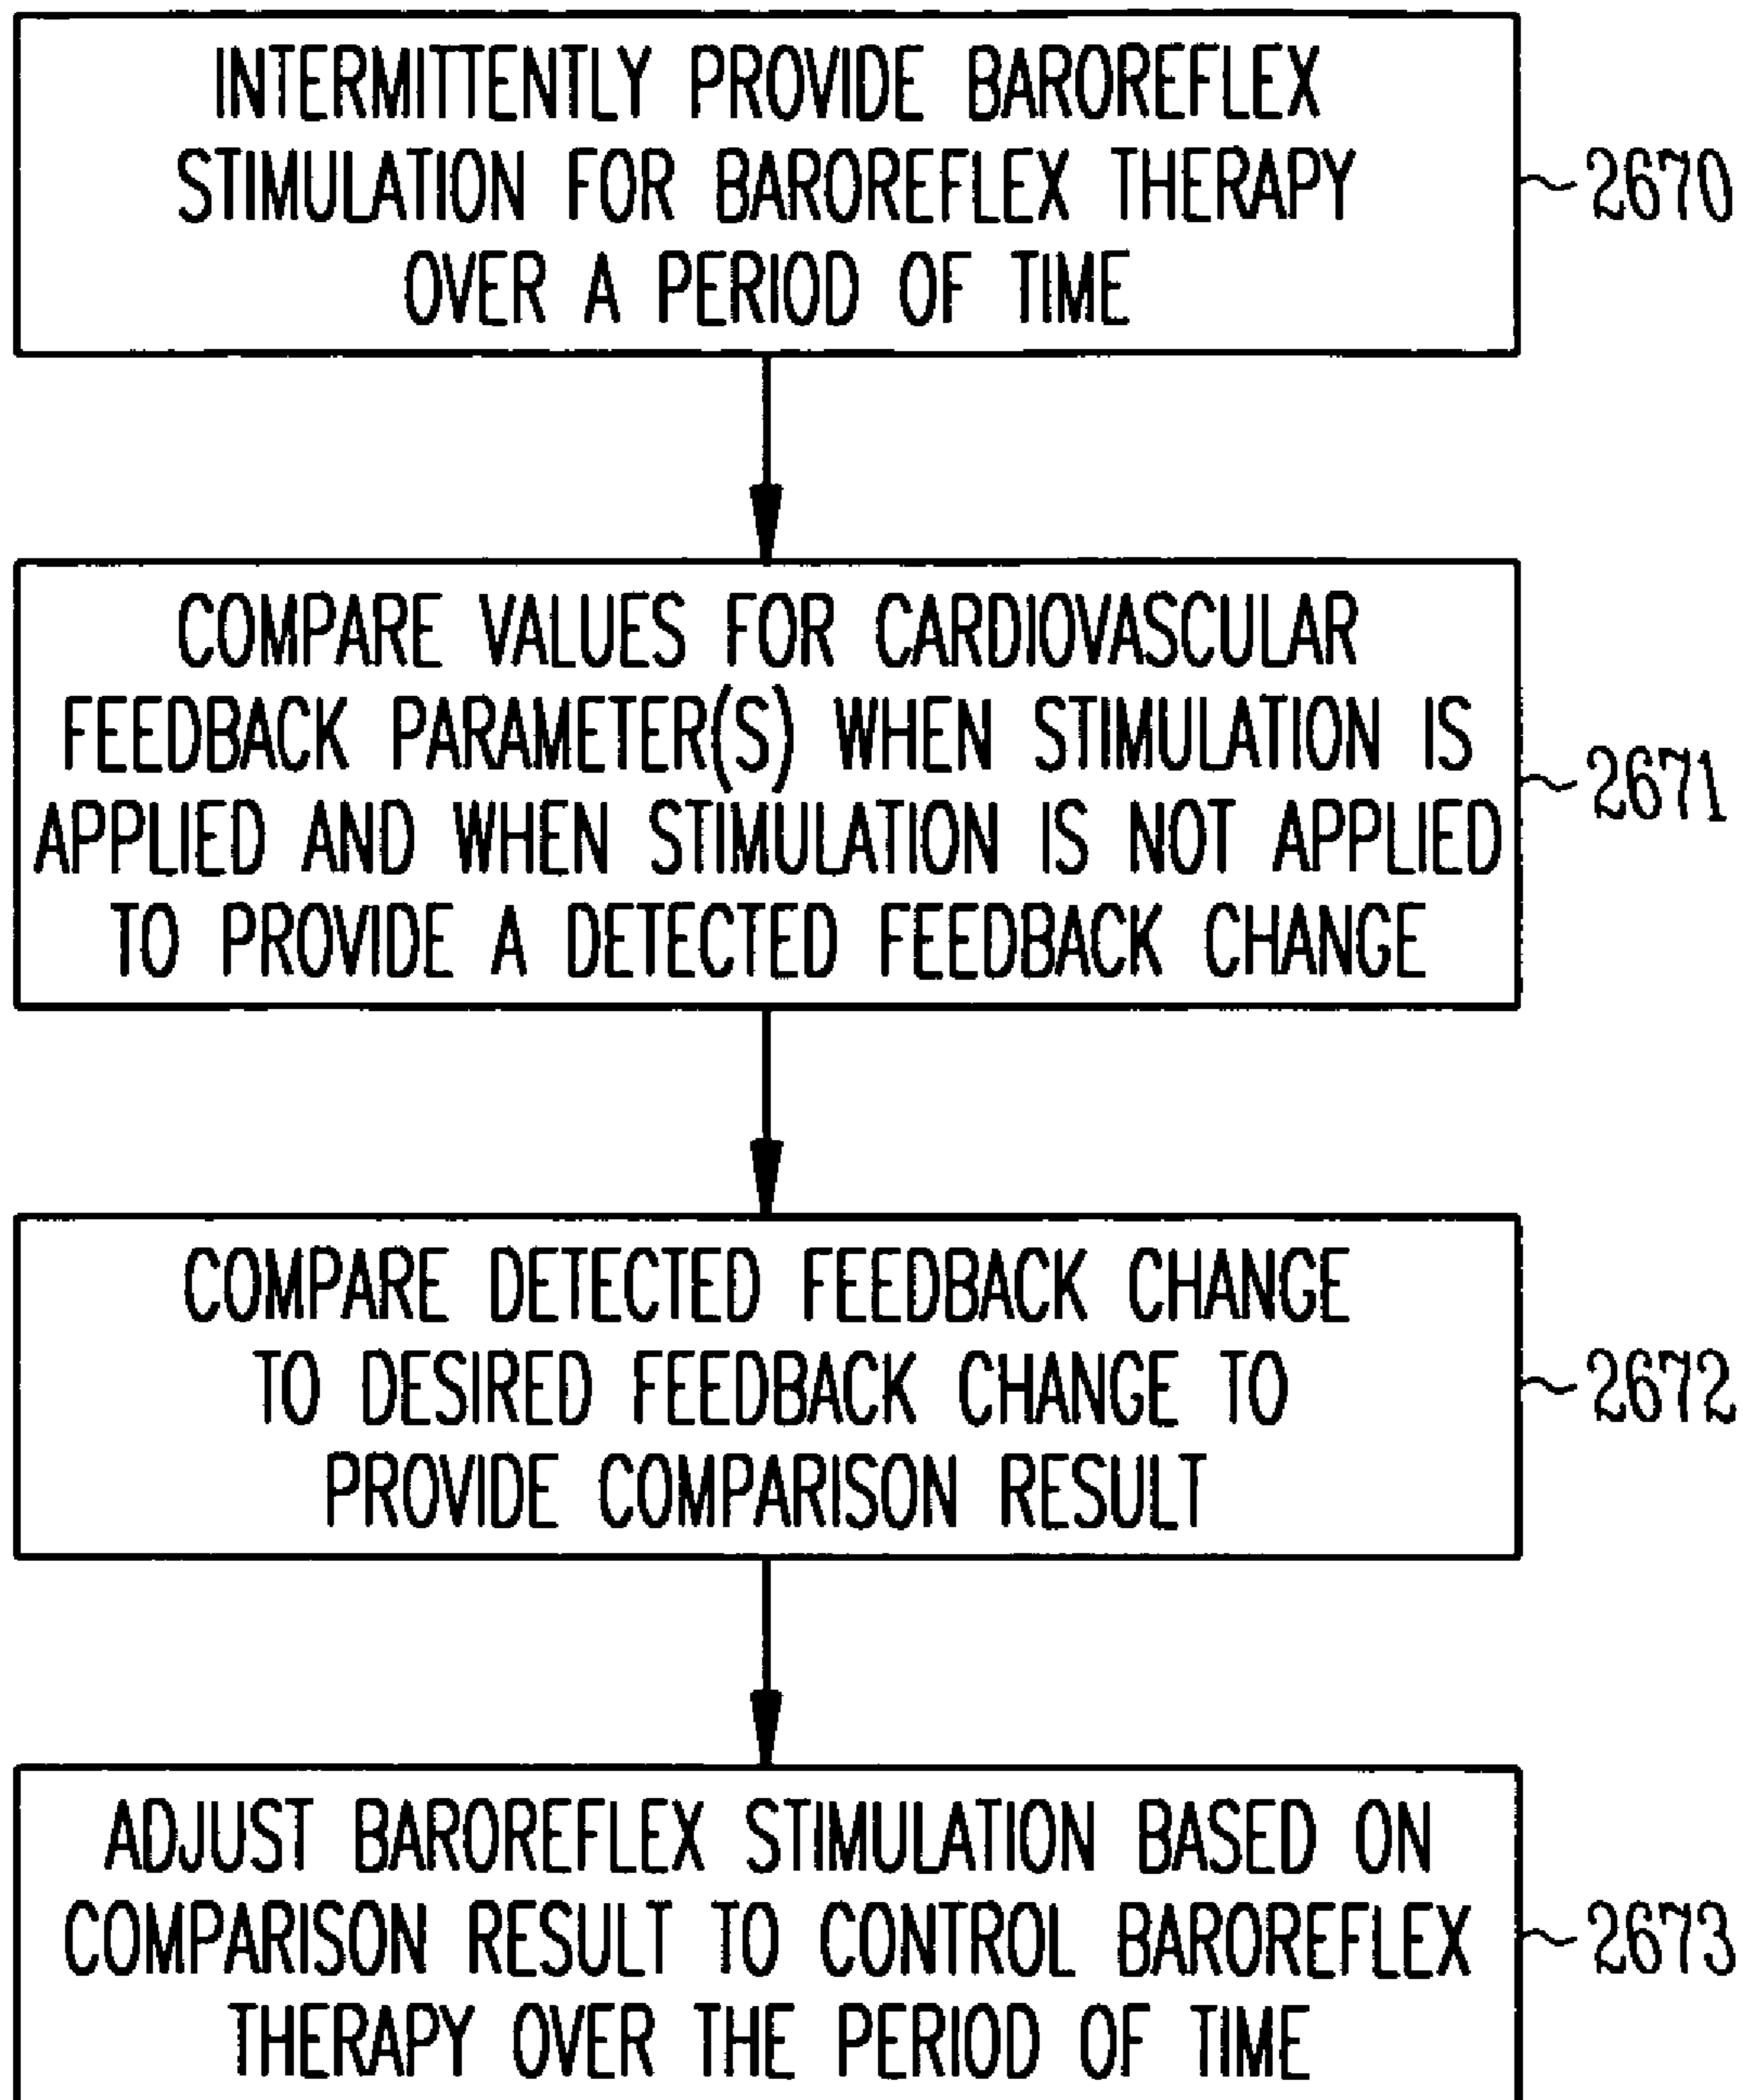 INTERMITTENTLY PROVIDE BAROREFLEX
STIMULATION FOR BAROREFLEX THERAPY
OVER A PERIOD OF TIME
2670
COMPARE VALUES FOR CARDIOVASCULAR
FEEDBACK PARAMETER(S) WHEN STIMULATION IS
APPLIED AND WHEN STIMULATION IS NOT APPLIED
TO PROVIDE A DETECTED FEEDBACK CHANGE
2671
COMPARE DETECTED FEEDBACK CHANGE
TO DESIRED FEEDBACK CHANGE TO
PROVIDE COMPARISON RESULT
2672
ADJUST BAROREFLEX STIMULATION BASED ON
COMPARISON RESULT TO CONTROL BAROREFLEX
THERAPY OVER THE PERIOD OF TIME
2673